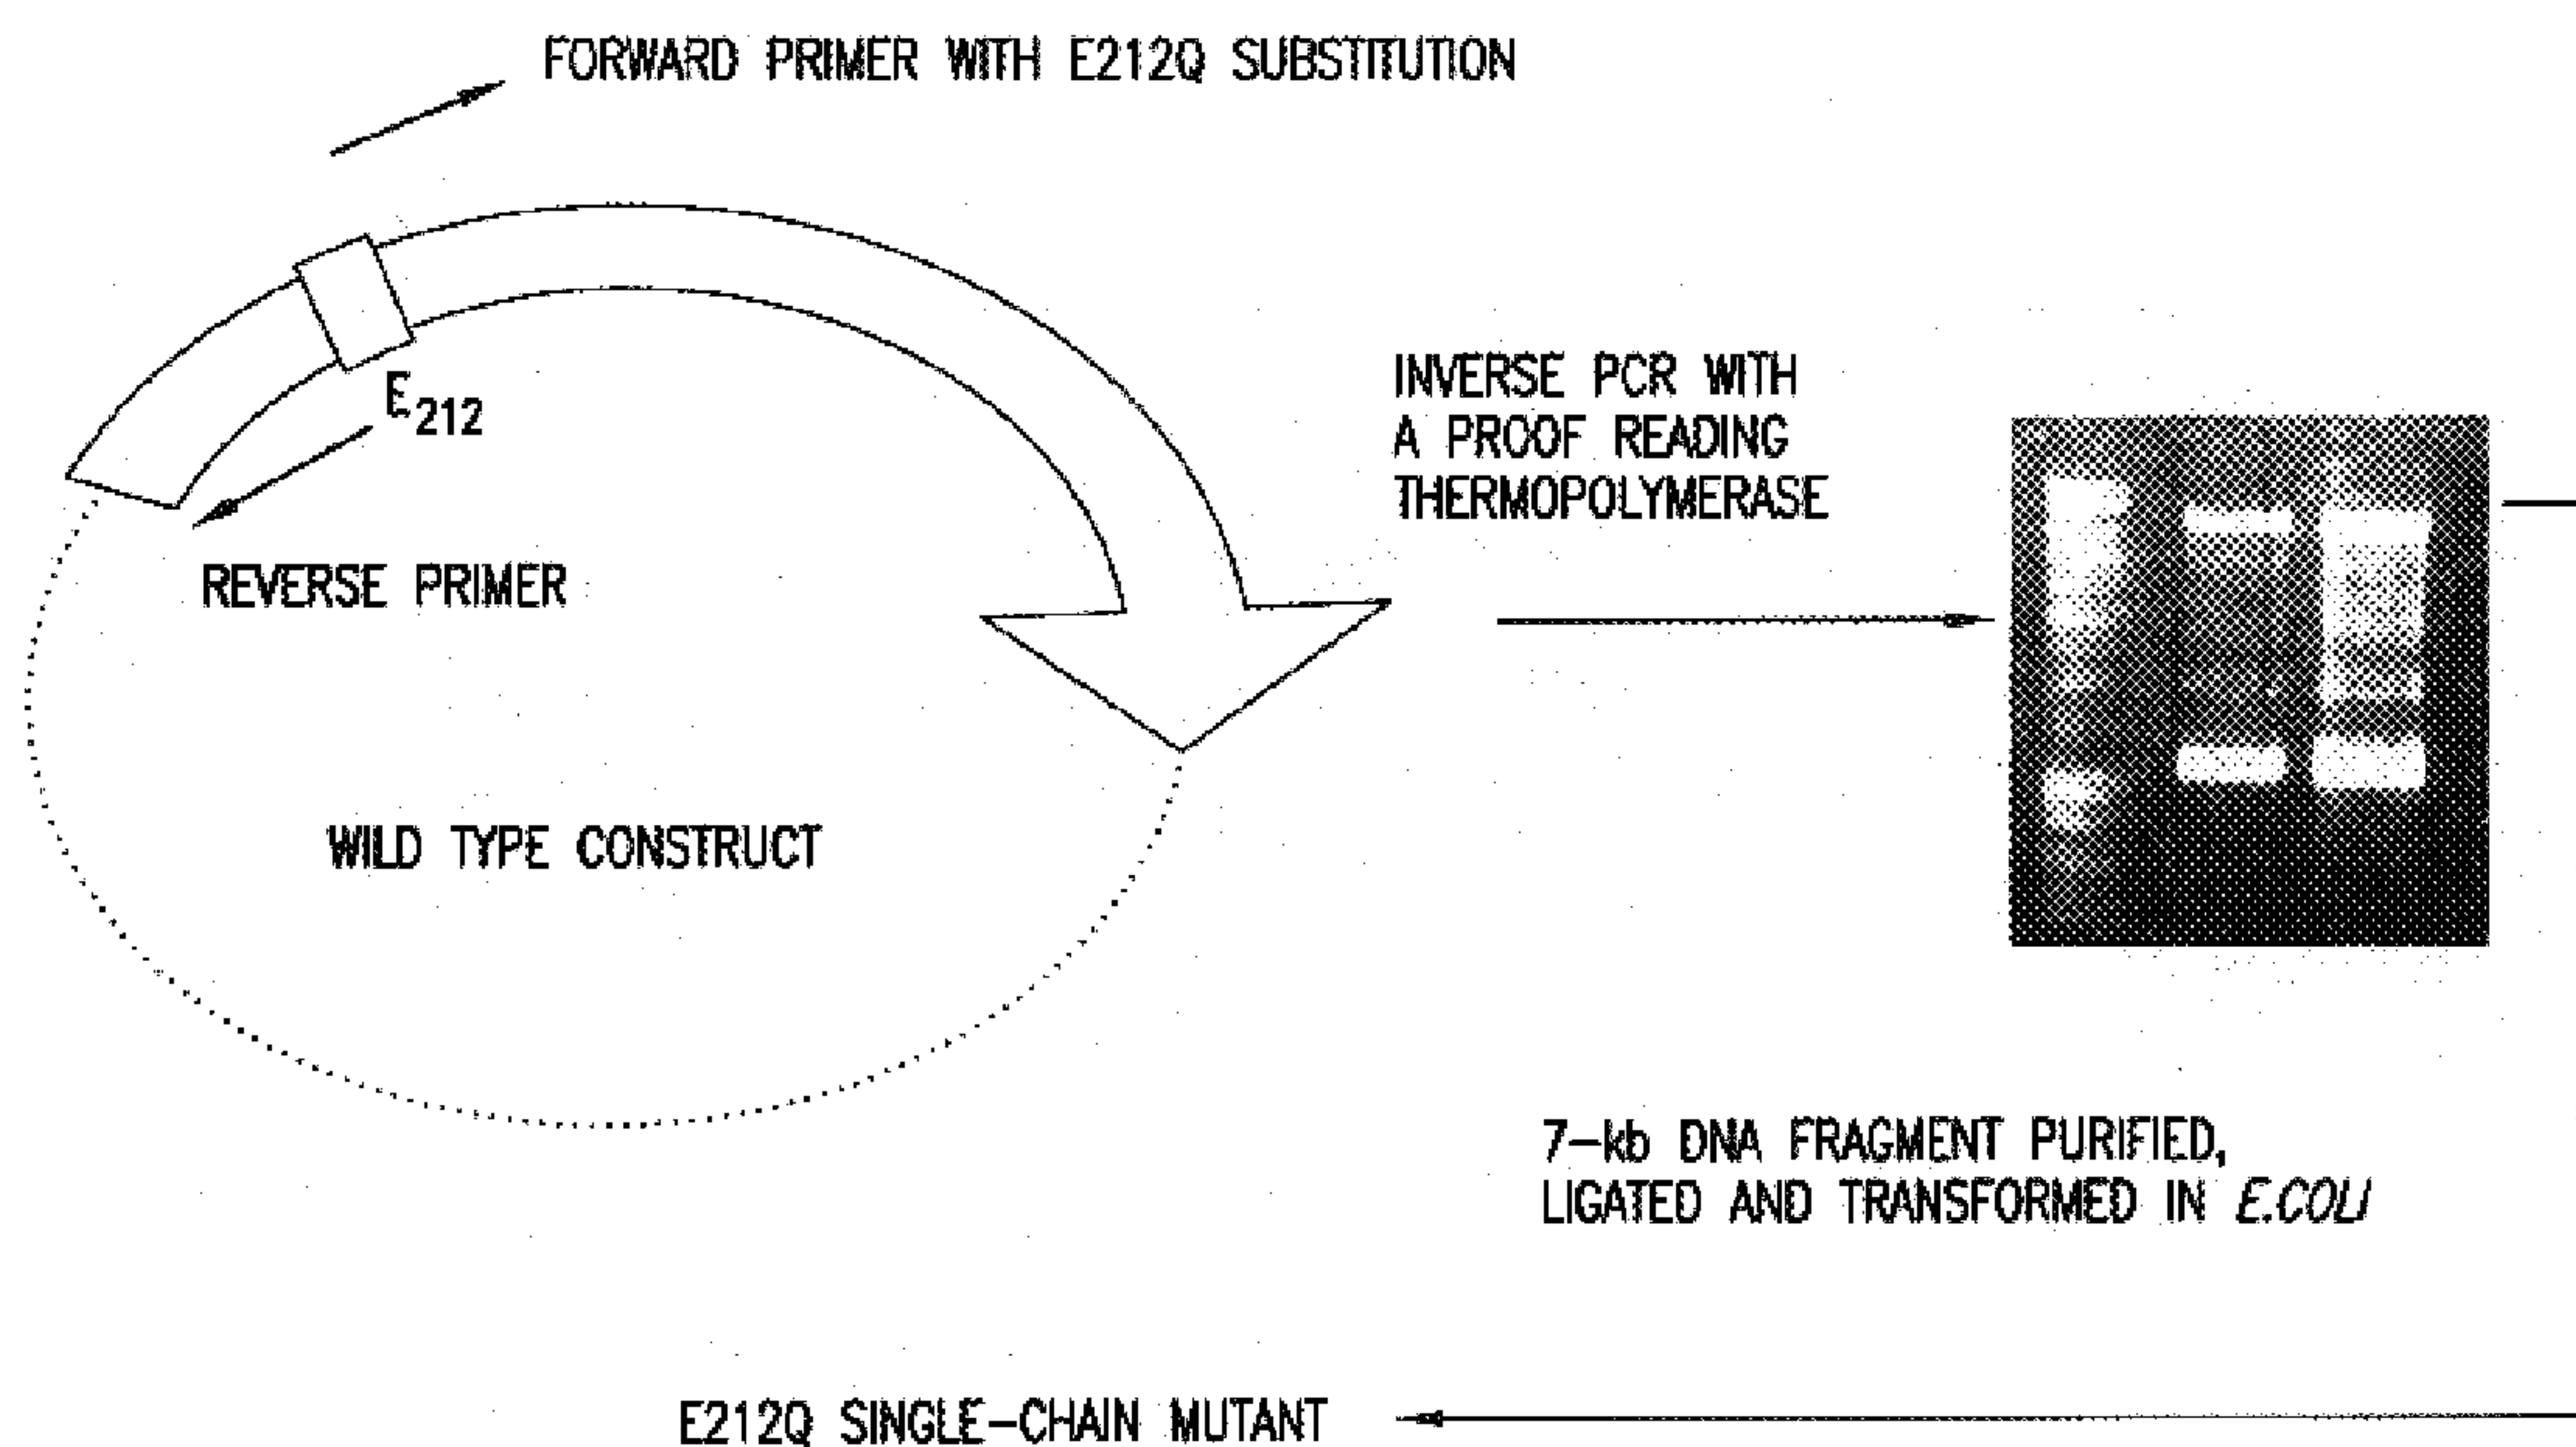 FORWARD PRIMER WITH E212Q SUBSTITUTION
E212
REVERSE PRIMER
WILD TYPE CONSTRUCT
INVERSE PCR WITH
A PROOF READING
THERMOPOLYMERASE
7-kb DNA FRAGMENT PURIFIED,
LIGATED AND TRANSFORMED IN E.COLI
E212Q SINGLE-CHAIN MUTANT